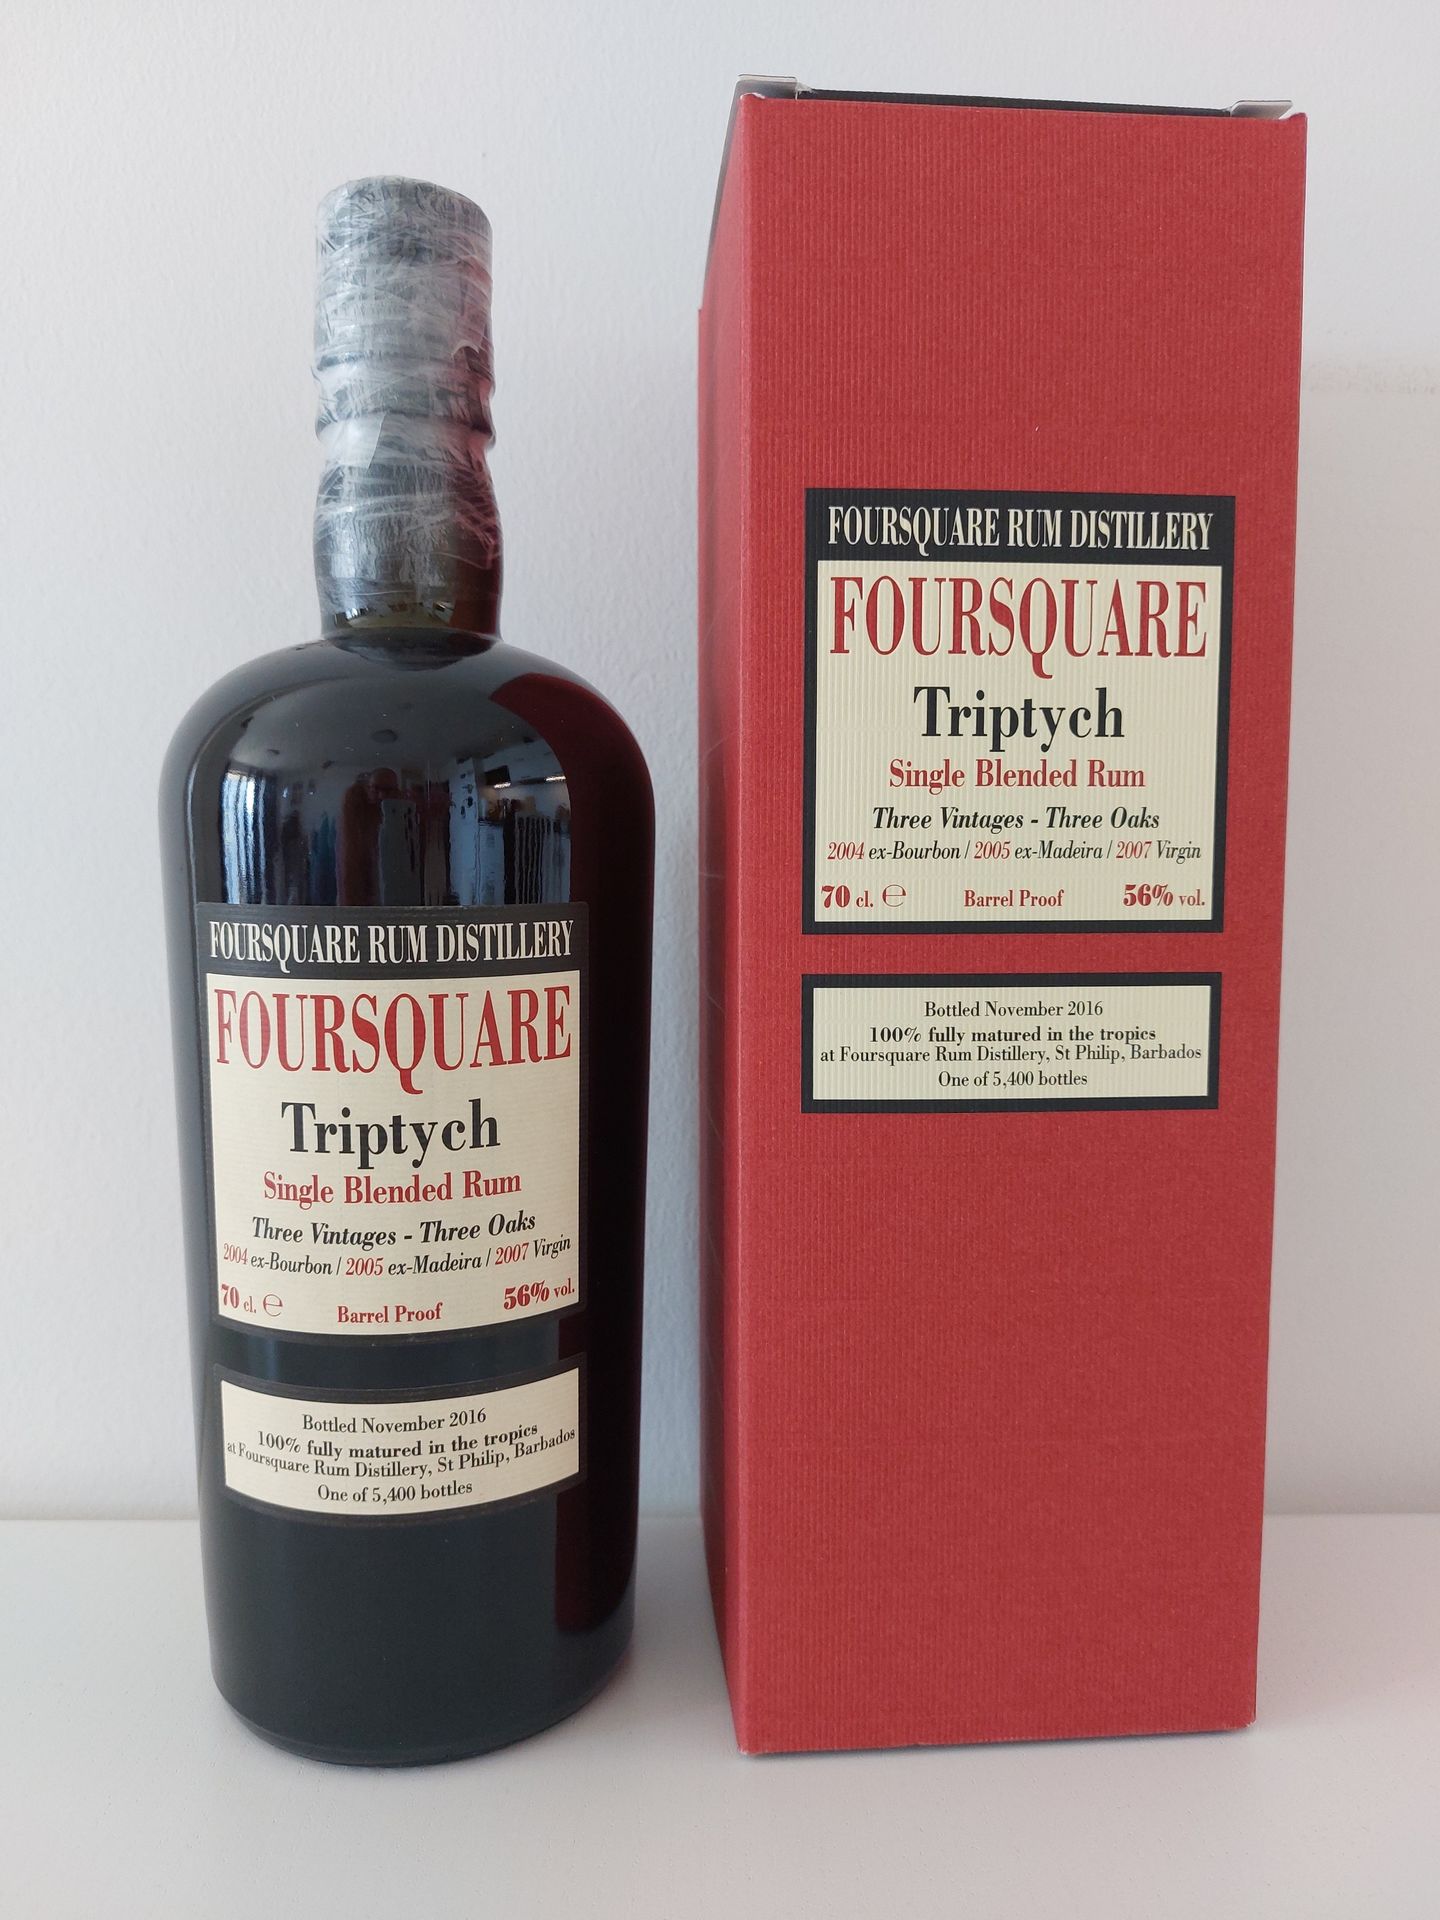 FOURSQUARE RUM DISTILLERY
FOURSQUARE
Triptych
Single Blended Rum
Three Vintages - Three Oaks
2004 ex-Bourbon / 2005 ex-Madeira / 2007 Virgin
70 cl. ℮ Barrel Proof 56% vol.
Bottled November 2016
100% fully matured in the tropics
at Foursquare Rum Distillery, St Philip, Barbados
One of 5,400 bottles
FOURSQUARE RUM DISTILLERY
FOURSQUARE
Triptych
Single Blended Rum
Three Vintages - Three Oaks
2004 ex-Bourbon / 2005 ex-Madeira / 2007 Virgin
70 cl. ℮ Barrel Proof 56% vol.
Bottled November 2016
100% fully matured in the tropics
at Foursquare Rum Distillery, St Philip, Barbados
One of 5,400 bottles